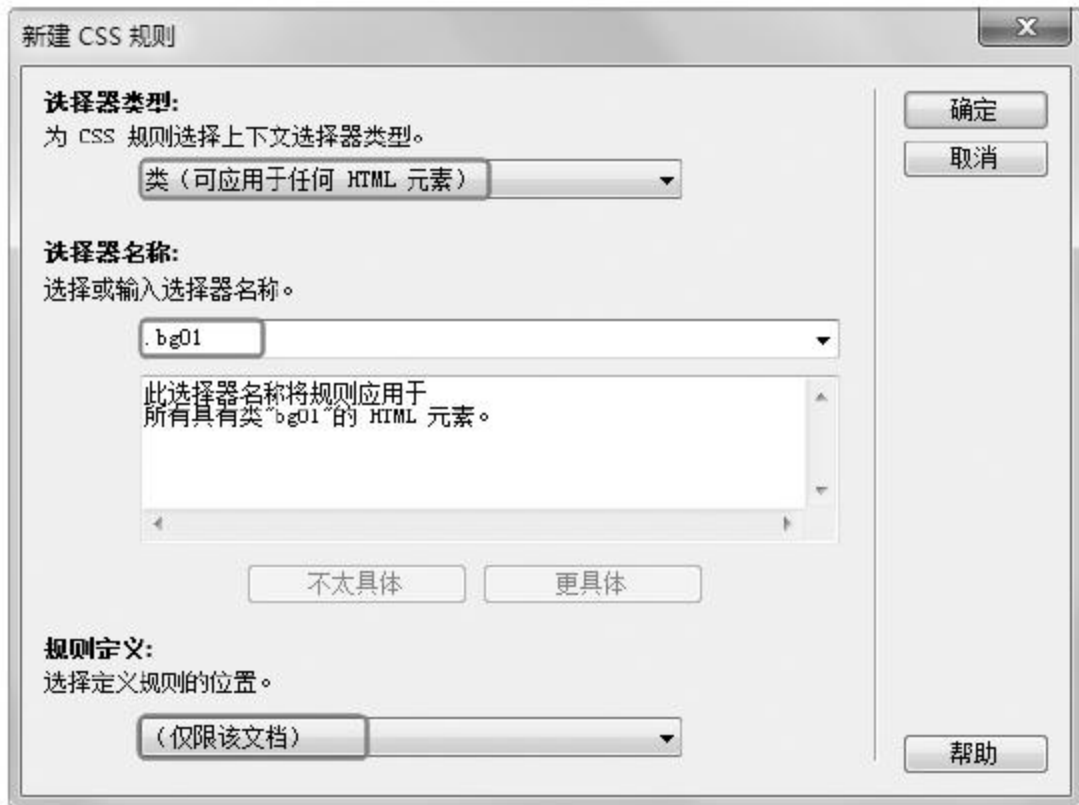 新建 CSS 规则
选择器类型:
为 CSS 规则选择上下文选择器类型。
类（可应用于任何 HTML 元素）
选择器名称:
选择或输入选择器名称。
.bg01
此选择器名称将规则应用于
所有具有类"bg01"的 HTML 元素。
不太具体
更具体
规则定义:
选择定义规则的位置。
（仅限该文档）
确定
取消
帮助